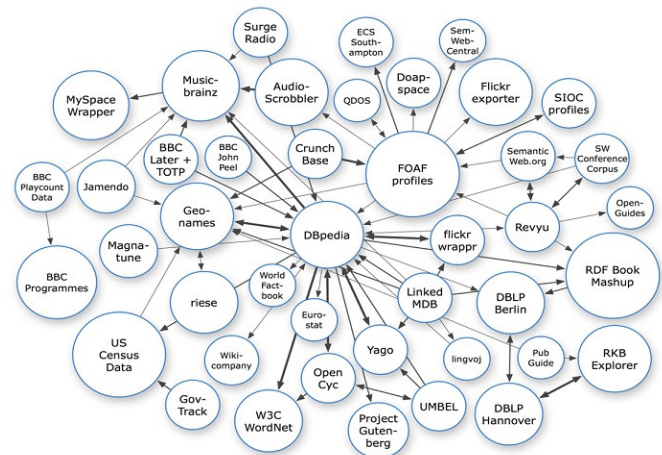 Surge
Radio
ECS
South-
ampton
Sem-
Web-
Central
Music-
brainz
MySpace
Wrapper
Audio-
Scrobbler
QDOS
Doap-
space
Flickr
exporter
SIOC
profiles
BBC
Later +
TOTP
BBC
John
Peel
Crunch
Base
FOAF
profiles
Semantic
Web.org
SW
Conference
Corpus
BBC
Playcount
Data
Jamendo
Geo-
names
DBpedia
flickr
wrappr
Revyu
Open-
Guides
Magna-
tune
BBC
Programmes
riese
World
Fact-
book
Linked
MDB
DBLP
Berlin
RDF Book
Mashup
US
Census
Data
Euro-
stat
Wiki-
company
Yago
lingvoj
Pub
Guide
RKB
Explorer
Gov-
Track
Open
Cyc
W3C
WordNet
Project
Guten-
berg
UMBEL
DBLP
Hannover